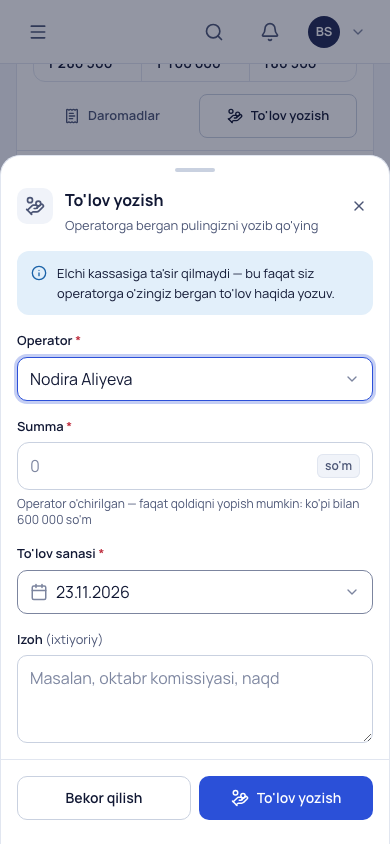 BS
Daromadlar
To'lov yozish
To'lov yozish
Operatorga bergan pulingizni yozib qo'ying
Elchi kassasiga ta'sir qilmaydi — bu faqat siz
operatorga o'zingiz bergan to'lov haqida yozuv.
Operator *
Nodira Aliyeva
Summa *
0
so'm
Operator o'chirilgan — faqat qoldiqni yopish mumkin: ko'pi bilan
600 000 so'm
To'lov sanasi *
23.11.2026
Izoh (ixtiyoriy)
Masalan, oktabr komissiyasi, naqd
Bekor qilish
To'lov yozish